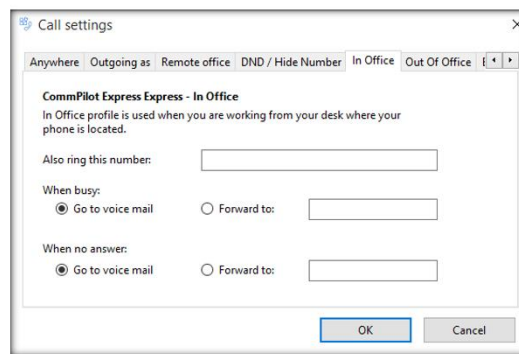 Call settings
Anywhere Outgoing as Remote office DND / Hide Number In Office Out Of Office
CommPilot Express Express - In Office
In Office profile is used when you are working from your desk where your
phone is located.
Also ring this number:
When busy:
Go to voice mail Forward to:
When no answer:
Go to voice mail Forward to:
OK Cancel